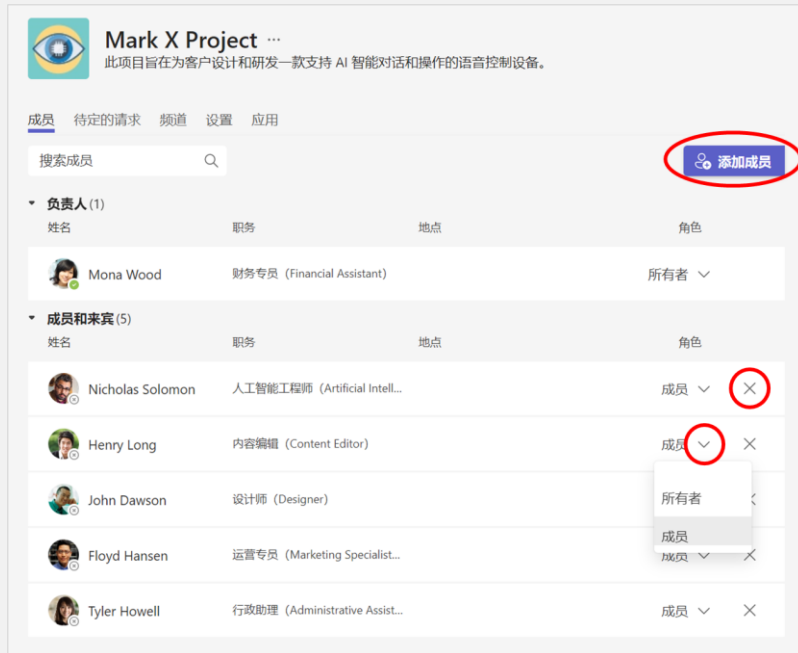 Mark X Project ...
此项目旨在为客户设计和研发一款支持 AI 智能对话和操作的语音控制设备。
成员 待定的请求 频道 设置 应用
搜索成员 添加成员
负责人 (1)
姓名 职务 地点 角色
Mona Wood 财务专员（Financial Assistant） 所有者
成员和来宾 (5)
姓名 职务 地点 角色
Nicholas Solomon 人工智能工程师（Artificial Intell... 成员
Henry Long 内容编辑（Content Editor） 成员
所有者
成员
John Dawson 设计师（Designer）
Floyd Hansen 运营专员（Marketing Specialist... 成员
Tyler Howell 行政助理（Administrative Assist... 成员